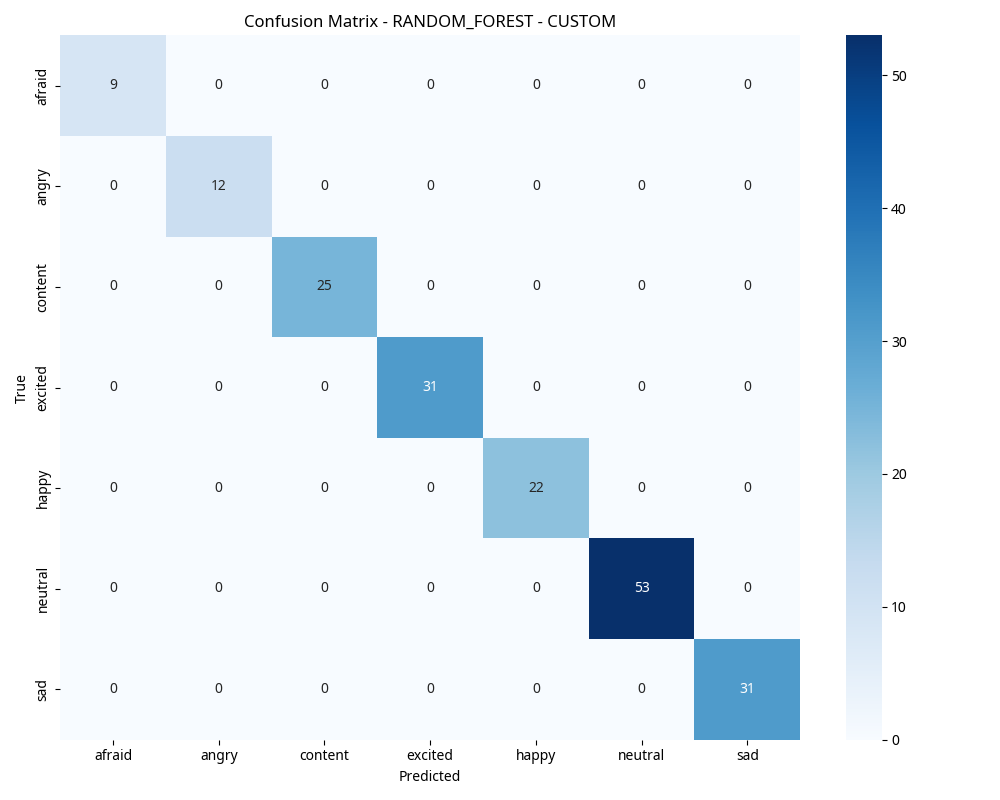 Confusion Matrix - RANDOM_FOREST - CUSTOM
afraid 9 0 0 0 0 0 0
angry 0 12 0 0 0 0 0
content 0 0 25 0 0 0 0
excited 0 0 0 31 0 0 0
happy 0 0 0 0 22 0 0
neutral 0 0 0 0 0 53 0
sad 0 0 0 0 0 0 31
True
afraid angry content excited happy neutral sad
Predicted
50
40
30
20
10
0